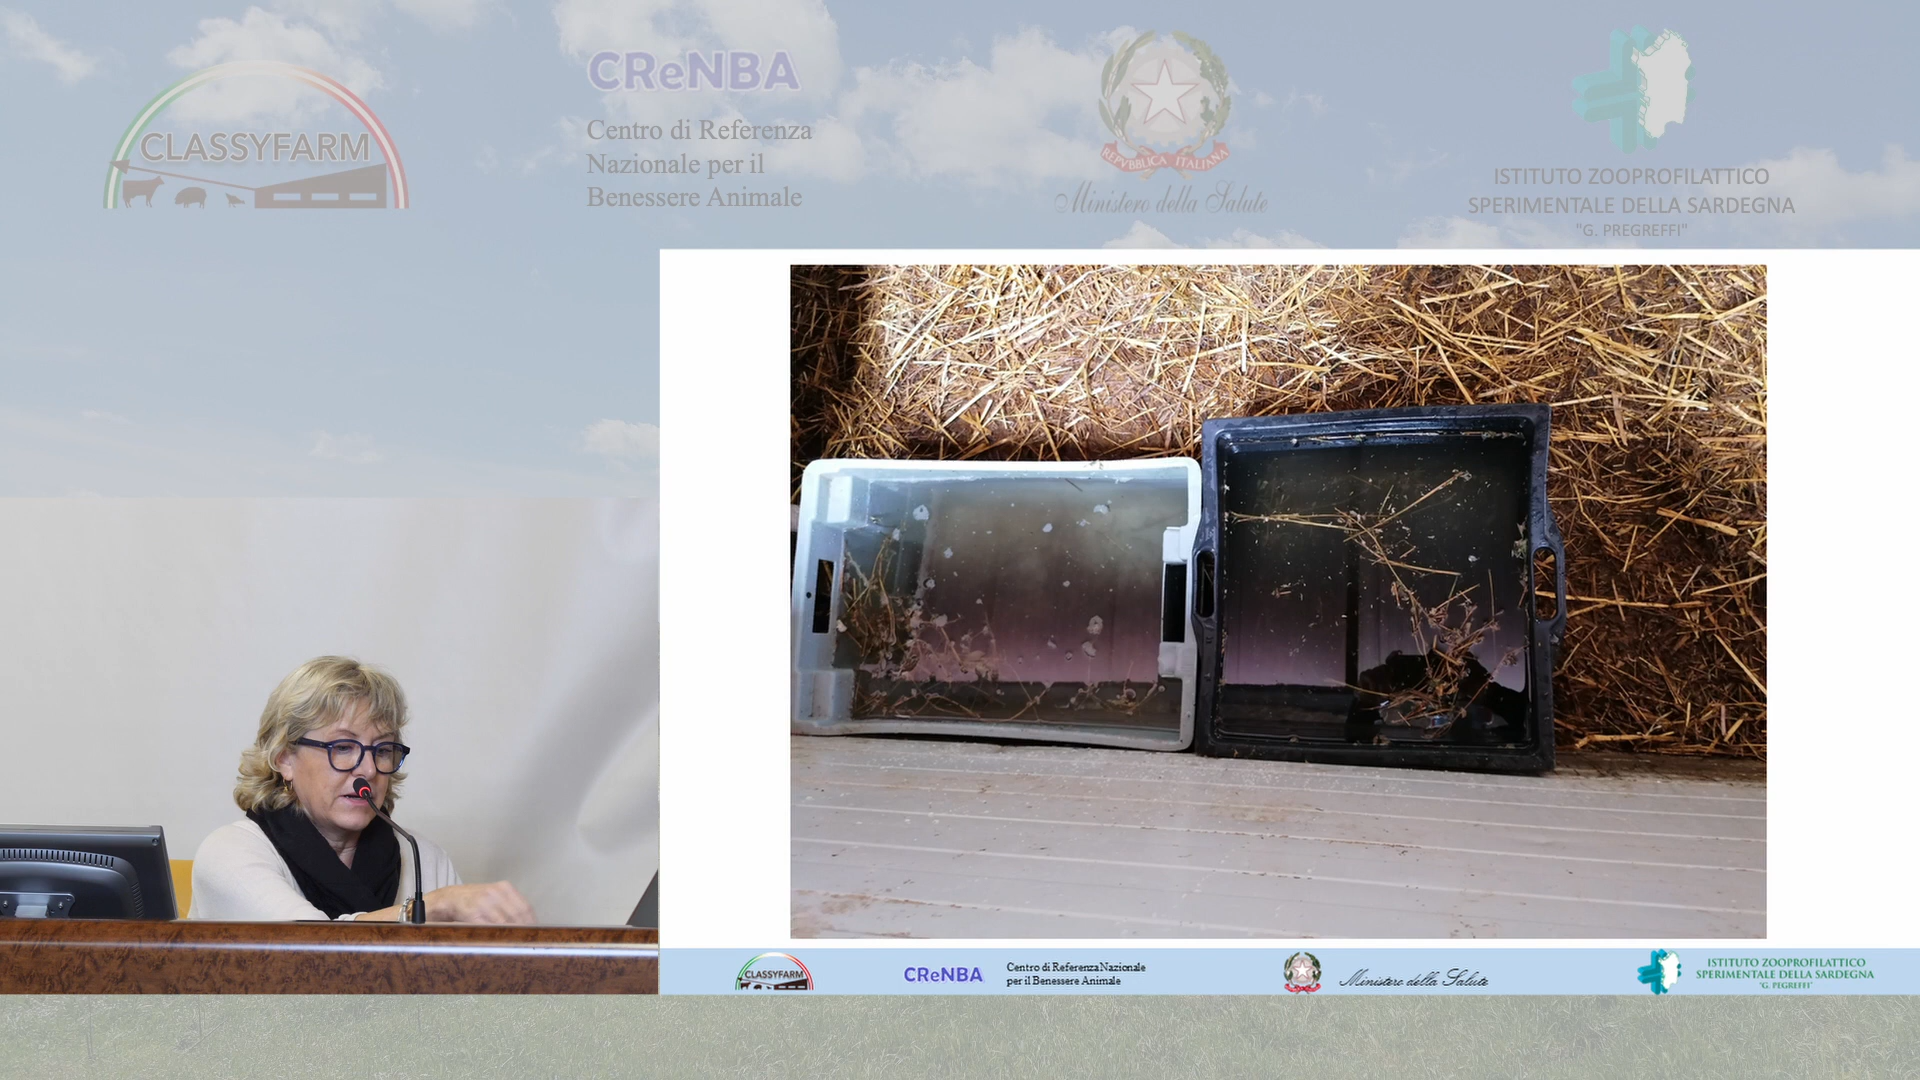 CLASSYFARM
CReNBA
Centro di Referenza
Nazionale per il
Benessere Animale
REPVBBLICA ITALIANA
Ministero della Salute
ISTITUTO ZOOPROFILATTICO
SPERIMENTALE DELLA SARDEGNA
"G. PREGREFFI"
CLASSYFARM
CReNBA
Centro di Referenza Nazionale
per il Benessere Animale
Ministero della Salute
ISTITUTO ZOOPROFILATTICO
SPERIMENTALE DELLA SARDEGNA
"G. PEGREFFI"